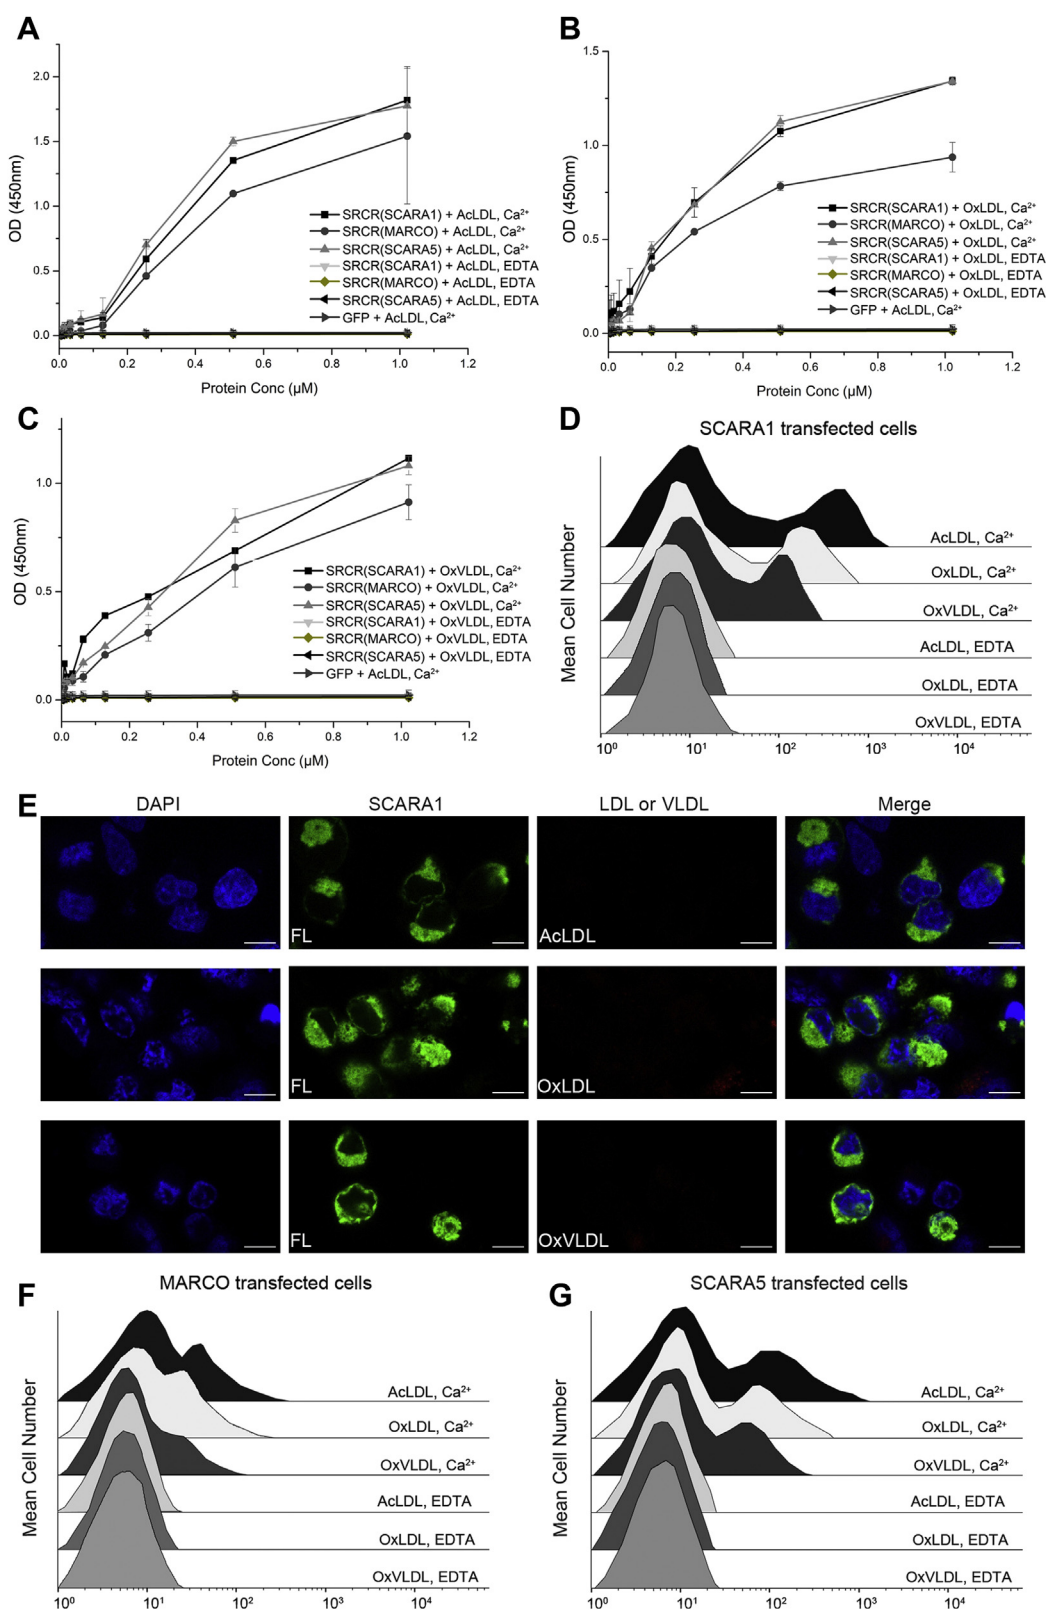 A
OD (450nm)
2.0
1.5
1.0
0.5
0.0
SRCR(SCARA1) + AcLDL, Ca²⁺
SRCR(MARCO) + AcLDL, Ca²⁺
SRCR(SCARA5) + AcLDL, Ca²⁺
SRCR(SCARA1) + AcLDL, EDTA
SRCR(MARCO) + AcLDL, EDTA
SRCR(SCARA5) + AcLDL, EDTA
GFP + AcLDL, Ca²⁺
0.0 0.2 0.4 0.6 0.8 1.0 1.2
Protein Conc (µM)
B
OD (450nm)
1.5
1.0
0.5
0.0
SRCR(SCARA1) + OxLDL, Ca²⁺
SRCR(MARCO) + OxLDL, Ca²⁺
SRCR(SCARA5) + OxLDL, Ca²⁺
SRCR(SCARA1) + OxLDL, EDTA
SRCR(MARCO) + OxLDL, EDTA
SRCR(SCARA5) + OxLDL, EDTA
GFP + AcLDL, Ca²⁺
0.0 0.2 0.4 0.6 0.8 1.0 1.2
Protein Conc (µM)
C
OD (450nm)
1.0
0.5
0.0
SRCR(SCARA1) + OxVLDL, Ca²⁺
SRCR(MARCO) + OxVLDL, Ca²⁺
SRCR(SCARA5) + OxVLDL, Ca²⁺
SRCR(SCARA1) + OxVLDL, EDTA
SRCR(MARCO) + OxVLDL, EDTA
SRCR(SCARA5) + OxVLDL, EDTA
GFP + AcLDL, Ca²⁺
0.0 0.2 0.4 0.6 0.8 1.0 1.2
Protein Conc (µM)
D
SCARA1 transfected cells
Mean Cell Number
AcLDL, Ca²⁺
OxLDL, Ca²⁺
OxVLDL, Ca²⁺
AcLDL, EDTA
OxLDL, EDTA
OxVLDL, EDTA
10⁰ 10¹ 10² 10³ 10⁴
E
DAPI SCARA1 LDL or VLDL Merge
FL AcLDL
FL OxLDL
FL OxVLDL
F
MARCO transfected cells
Mean Cell Number
AcLDL, Ca²⁺
OxLDL, Ca²⁺
OxVLDL, Ca²⁺
AcLDL, EDTA
OxLDL, EDTA
OxVLDL, EDTA
10⁰ 10¹ 10² 10³ 10⁴
G
SCARA5 transfected cells
Mean Cell Number
AcLDL, Ca²⁺
OxLDL, Ca²⁺
OxVLDL, Ca²⁺
AcLDL, EDTA
OxLDL, EDTA
OxVLDL, EDTA
10⁰ 10¹ 10² 10³ 10⁴